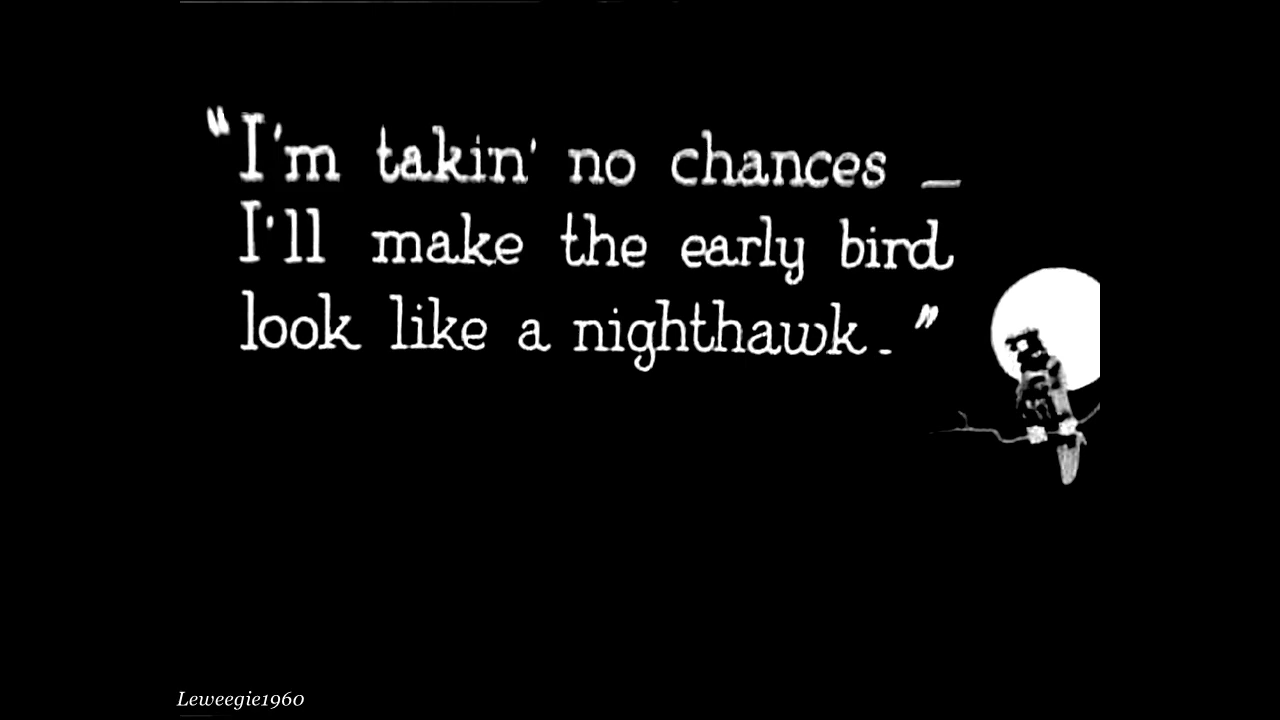 "I'm takin' no chances —
I'll make the early bird
look like a nighthawk."
Leweegie1960